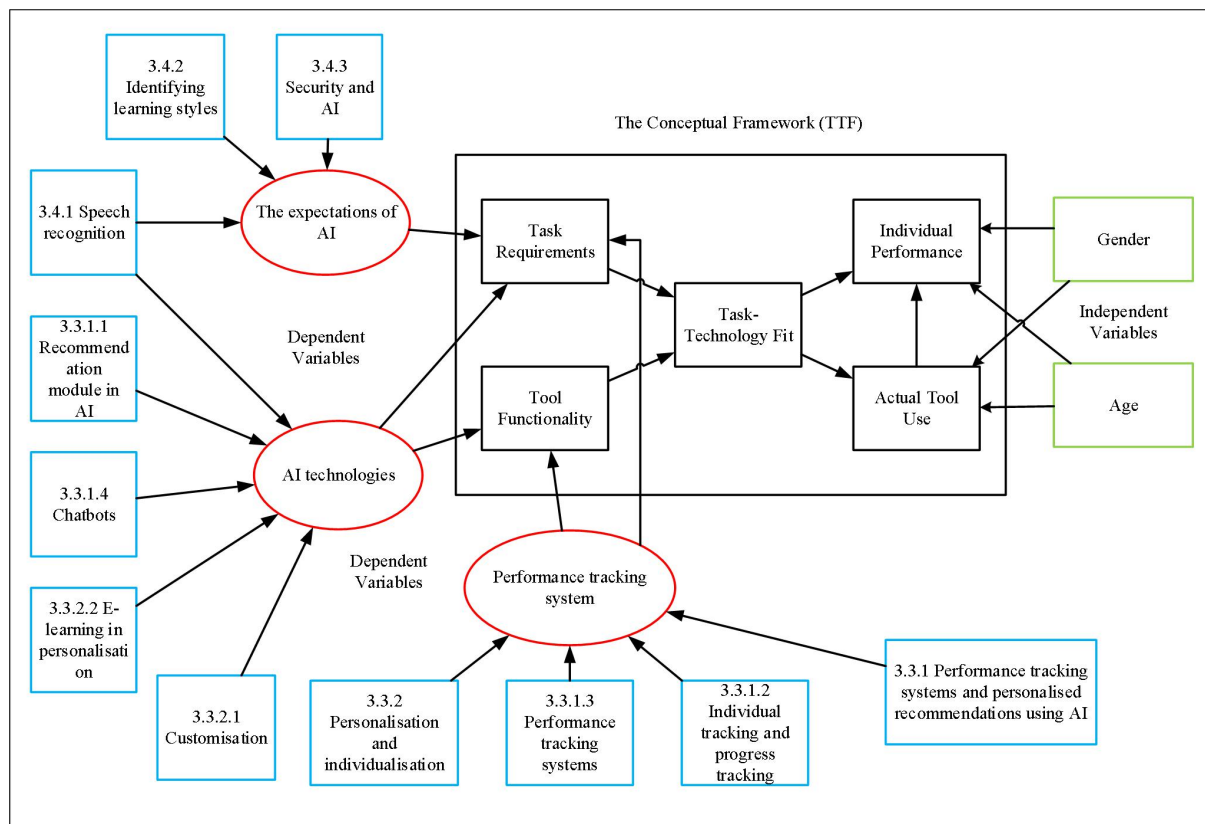 3.4.2
Identifying
learning styles
3.4.3
Security and
AI
The Conceptual Framework (TTF)
3.4.1 Speech
recognition
The expectations of
AI
Task
Requirements
Individual
Performance
Gender
3.3.1.1
Recommend
ation
module in
AI
Dependent
Variables
Task-
Technology Fit
Independent
Variables
Tool
Functionality
Actual Tool
Use
Age
AI technologies
3.3.1.4
Chatbots
Dependent
Variables
Performance tracking
system
3.3.2.2 E-
learning in
personalisati
on
3.3.2.1
Customisation
3.3.2
Personalisation
and
individualisation
3.3.1.3
Performance
tracking
systems
3.3.1.2
Individual
tracking and
progress
tracking
3.3.1 Performance tracking
systems and personalised
recommendations using AI